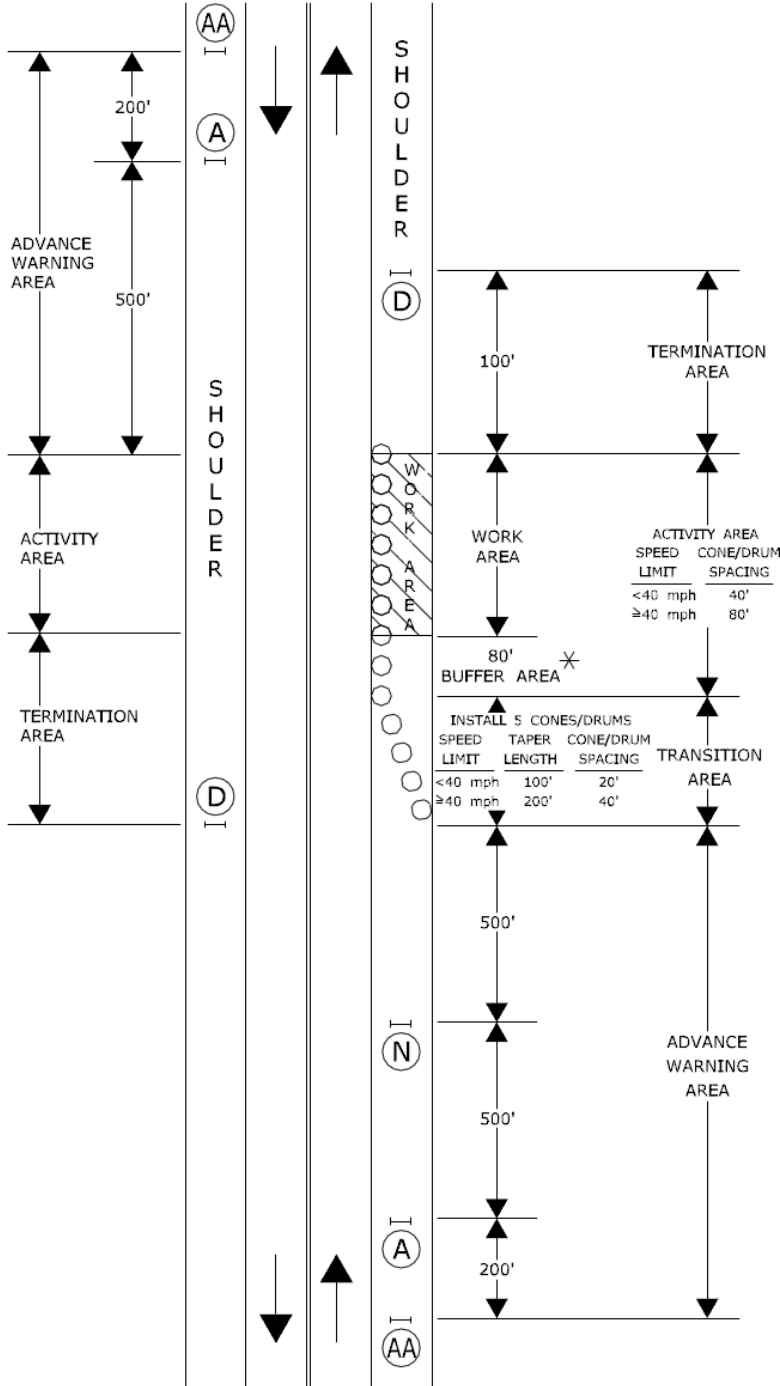 AA
200'
A
ADVANCE
WARNING
AREA
500'
SHOULDER
ACTIVITY
AREA
TERMINATION
AREA
D
SHOULDER
D
100'
TERMINATION
AREA
WORK AREA
WORK
AREA
ACTIVITY AREA
SPEED CONE/DRUM
LIMIT SPACING
<40 mph 40'
≧40 mph 80'
80'
BUFFER AREA *
INSTALL 5 CONES/DRUMS
SPEED TAPER CONE/DRUM
LIMIT LENGTH SPACING
<40 mph 100' 20'
≧40 mph 200' 40'
TRANSITION
AREA
500'
N
ADVANCE
WARNING
AREA
500'
A
200'
AA